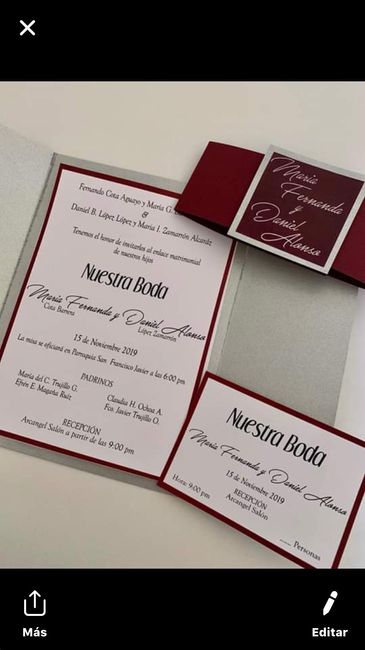 María
Fernanda
y
Daniel
Alonso
Fernando Cota Aguayo y María G.
&
Daniel B. López López y María I. Zamarrón Alcaráz
Tenemos el honor de invitarlos al enlace matrimonial
de nuestros hijos
Nuestra Boda
María Fernanda y Daniel Alonso
Cota Barrera López Zamarrón
15 de Noviembre 2019
La misa se oficiará en Parroquia San Francisco Javier a las 6:00 pm
PADRINOS
María del C. Trujillo G. Claudia H. Ochoa A.
Efrén E. Magaña Ruiz Fco. Javier Trujillo O.
RECEPCIÓN
Arcangel Salón a partir de las 9:00 pm
Nuestra Boda
María Fernanda y Daniel Alonso
15 de Noviembre 2019
RECEPCIÓN
Arcangel Salón
Hora: 9:00 pm
___ Personas
Más
Editar